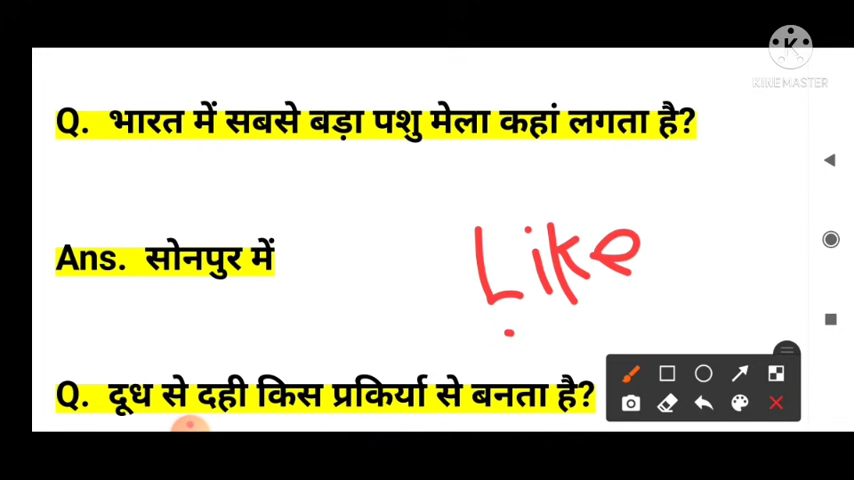 KINEMASTER
Q. भारत में सबसे बड़ा पशु मेला कहां लगता है?
Ans. सोनपुर में
Like
Q. दूध से दही किस प्रकिर्या से बनता है?